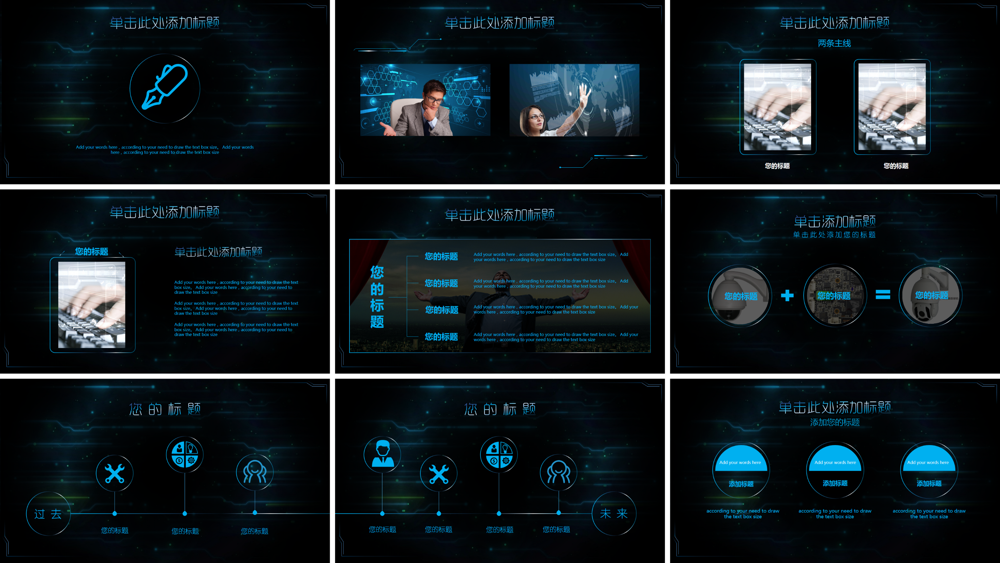 单击此处添加标题
Add your words here , according to your need to draw the text box size。 Add your words
here , according to your need to draw the text box size
单击此处添加标题
单击此处添加标题
两条主线
您的标题
您的标题
单击此处添加标题
您的标题
单击此处添加标题
Add your words here , according to your need to draw the text
box size。 Add your words here , according to your need to
draw the text box size
Add your words here , according to your need to draw the text
box size。 Add your words here , according to your need to
draw the text box size
Add your words here , according to your need to draw the text
box size。 Add your words here , according to your need to
draw the text box size
单击此处添加标题
您的标题
您的标题
Add your words here , according to your need to draw the text box size。 Add
your words here , according to your need to draw the text box size
您的标题
Add your words here , according to your need to draw the text box size。 Add
your words here , according to your need to draw the text box size
您的标题
Add your words here , according to your need to draw the text box size。 Add your
words here , according to your need to draw the text box size
您的标题
Add your words here , according to your need to draw the text box size。 Add your
words here , according to your need to draw the text box size
单击添加标题
单击此处添加您的标题
您的标题
+
您的标题
=
您的标题
您的标题
过去
您的标题
您的标题
您的标题
您的标题
未来
您的标题
您的标题
您的标题
您的标题
单击此处添加标题
添加您的标题
Add your words here
Add your words here
Add your words here
添加标题
添加标题
添加标题
according to your need to draw
the text box size
according to your need to draw
the text box size
according to your need to draw
the text box size